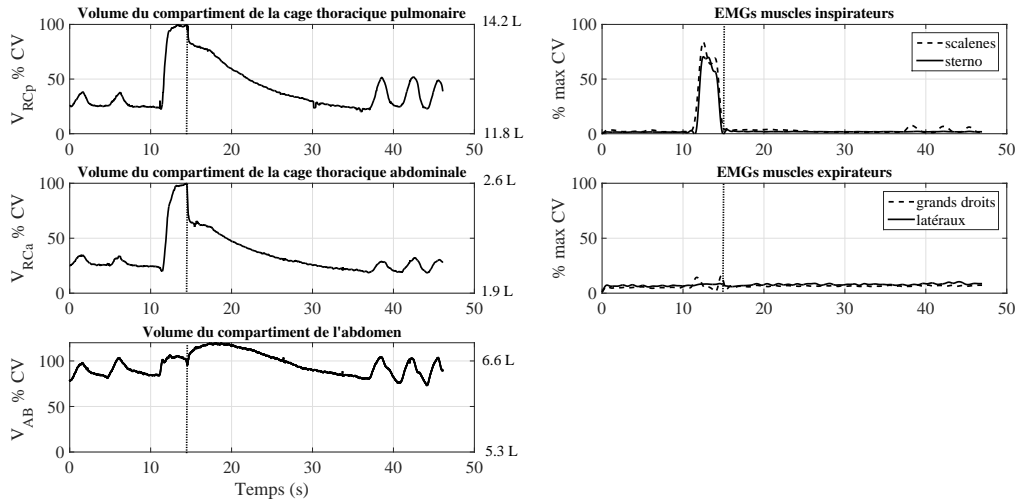 Volume du compartiment de la cage thoracique pulmonaire
14.2 L
100
50
0
V_RCp % CV
0 10 20 30 40 50
11.8 L
Volume du compartiment de la cage thoracique abdominale
2.6 L
100
50
0
V_RCa % CV
0 10 20 30 40 50
1.9 L
Volume du compartiment de l'abdomen
6.6 L
100
50
0
V_AB % CV
0 10 20 30 40 50
5.3 L
Temps (s)
EMGs muscles inspirateurs
scalenes
sterno
100
50
0
% max CV
0 10 20 30 40 50
EMGs muscles expirateurs
grands droits
latéraux
100
50
0
% max CV
0 10 20 30 40 50